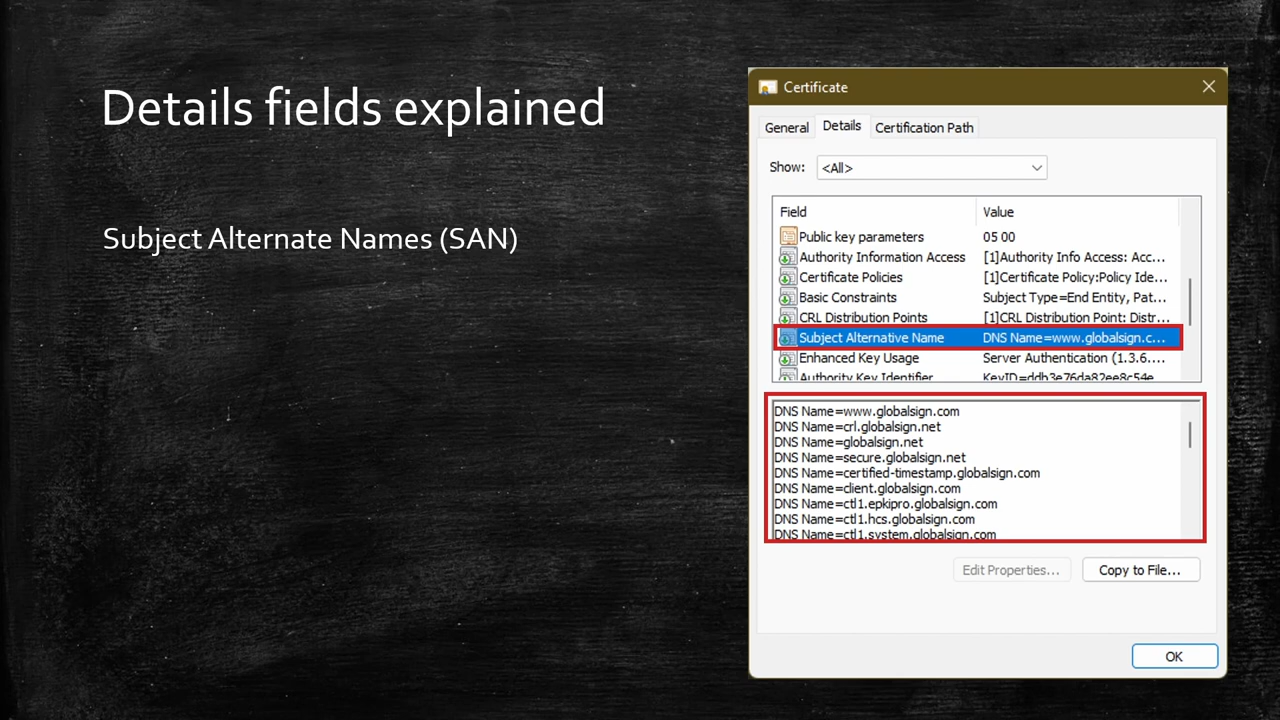 Details fields explained
Subject Alternate Names (SAN)
Certificate
General Details Certification Path
Show: <All>
Field Value
Public key parameters 05 00
Authority Information Access [1]Authority Info Access: Acc...
Certificate Policies [1]Certificate Policy:Policy Ide...
Basic Constraints Subject Type=End Entity, Pat...
CRL Distribution Points [1]CRL Distribution Point: Distr...
Subject Alternative Name DNS Name=www.globalsign.c...
Enhanced Key Usage Server Authentication (1.3.6....
Authority Key Identifier KeyID=ddb3e76da82ee8c54e
DNS Name=www.globalsign.com
DNS Name=crl.globalsign.net
DNS Name=globalsign.net
DNS Name=secure.globalsign.net
DNS Name=certified-timestamp.globalsign.com
DNS Name=client.globalsign.com
DNS Name=ctl1.epkipro.globalsign.com
DNS Name=ctl1.hcs.globalsign.com
DNS Name=ctl1.system.globalsign.com
Edit Properties... Copy to File...
OK